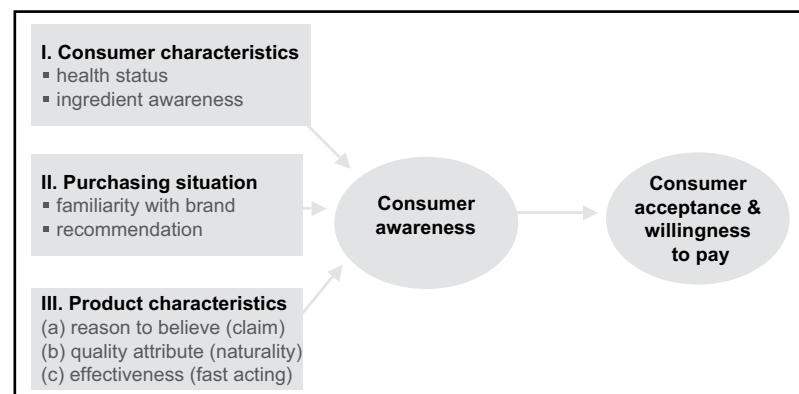 I. Consumer characteristics
▪ health status
▪ ingredient awareness
II. Purchasing situation
▪ familiarity with brand
▪ recommendation
III. Product characteristics
(a) reason to believe (claim)
(b) quality attribute (naturality)
(c) effectiveness (fast acting)
Consumer
awareness
Consumer
acceptance &
willingness
to pay